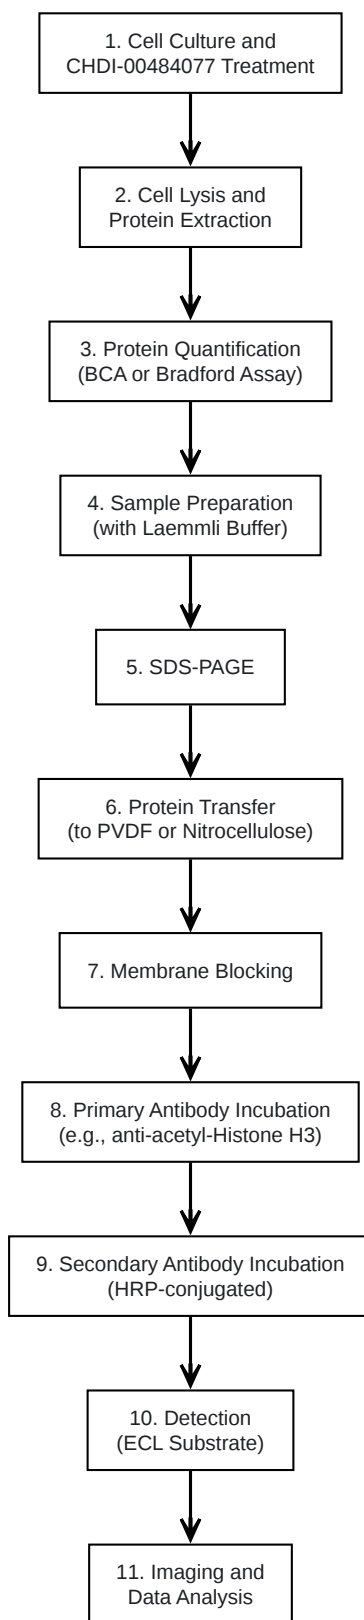 1. Cell Culture and
CHDI-00484077 Treatment
2. Cell Lysis and
Protein Extraction
3. Protein Quantification
(BCA or Bradford Assay)
4. Sample Preparation
(with Laemmli Buffer)
5. SDS-PAGE
6. Protein Transfer
(to PVDF or Nitrocellulose)
7. Membrane Blocking
8. Primary Antibody Incubation
(e.g., anti-acetyl-Histone H3)
9. Secondary Antibody Incubation
(HRP-conjugated)
10. Detection
(ECL Substrate)
11. Imaging and
Data Analysis